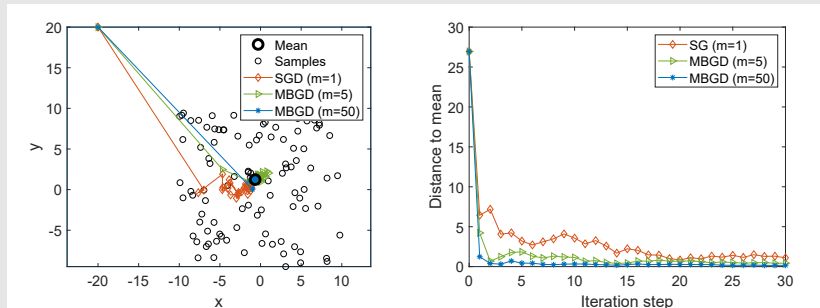 20
15
10
5
0
-5
y
-20
-15
-10
-5
0
5
10
x
Mean
Samples
SGD (m=1)
MBGD (m=5)
MBGD (m=50)
30
25
20
15
10
5
0
Distance to mean
0
5
10
15
20
25
30
Iteration step
SG (m=1)
MBGD (m=5)
MBGD (m=50)